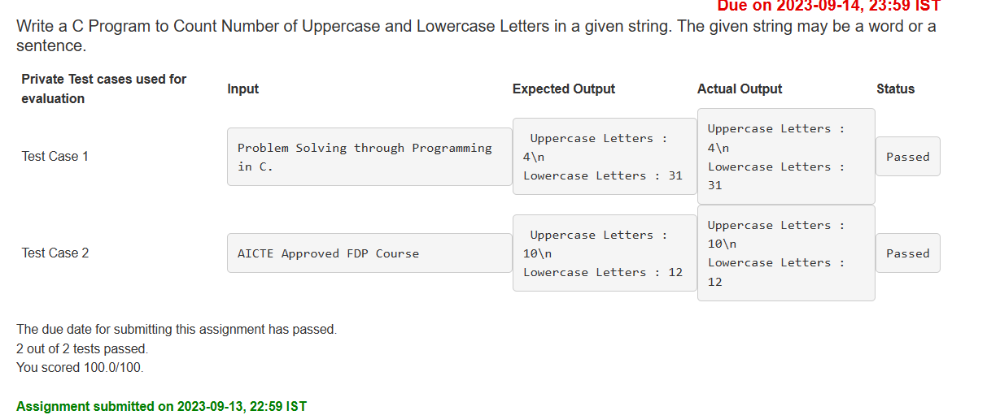 Due on 2023-09-14, 23:59 IST
Write a C Program to Count Number of Uppercase and Lowercase Letters in a given string. The given string may be a word or a
sentence.
Private Test cases used for
evaluation
Input
Expected Output
Actual Output
Status
Test Case 1
Problem Solving through Programming
in C.
Uppercase Letters :
4\n
Lowercase Letters : 31
Uppercase Letters :
4\n
Lowercase Letters :
31
Passed
Test Case 2
AICTE Approved FDP Course
Uppercase Letters :
10\n
Lowercase Letters : 12
Uppercase Letters :
10\n
Lowercase Letters :
12
Passed
The due date for submitting this assignment has passed.
2 out of 2 tests passed.
You scored 100.0/100.
Assignment submitted on 2023-09-13, 22:59 IST